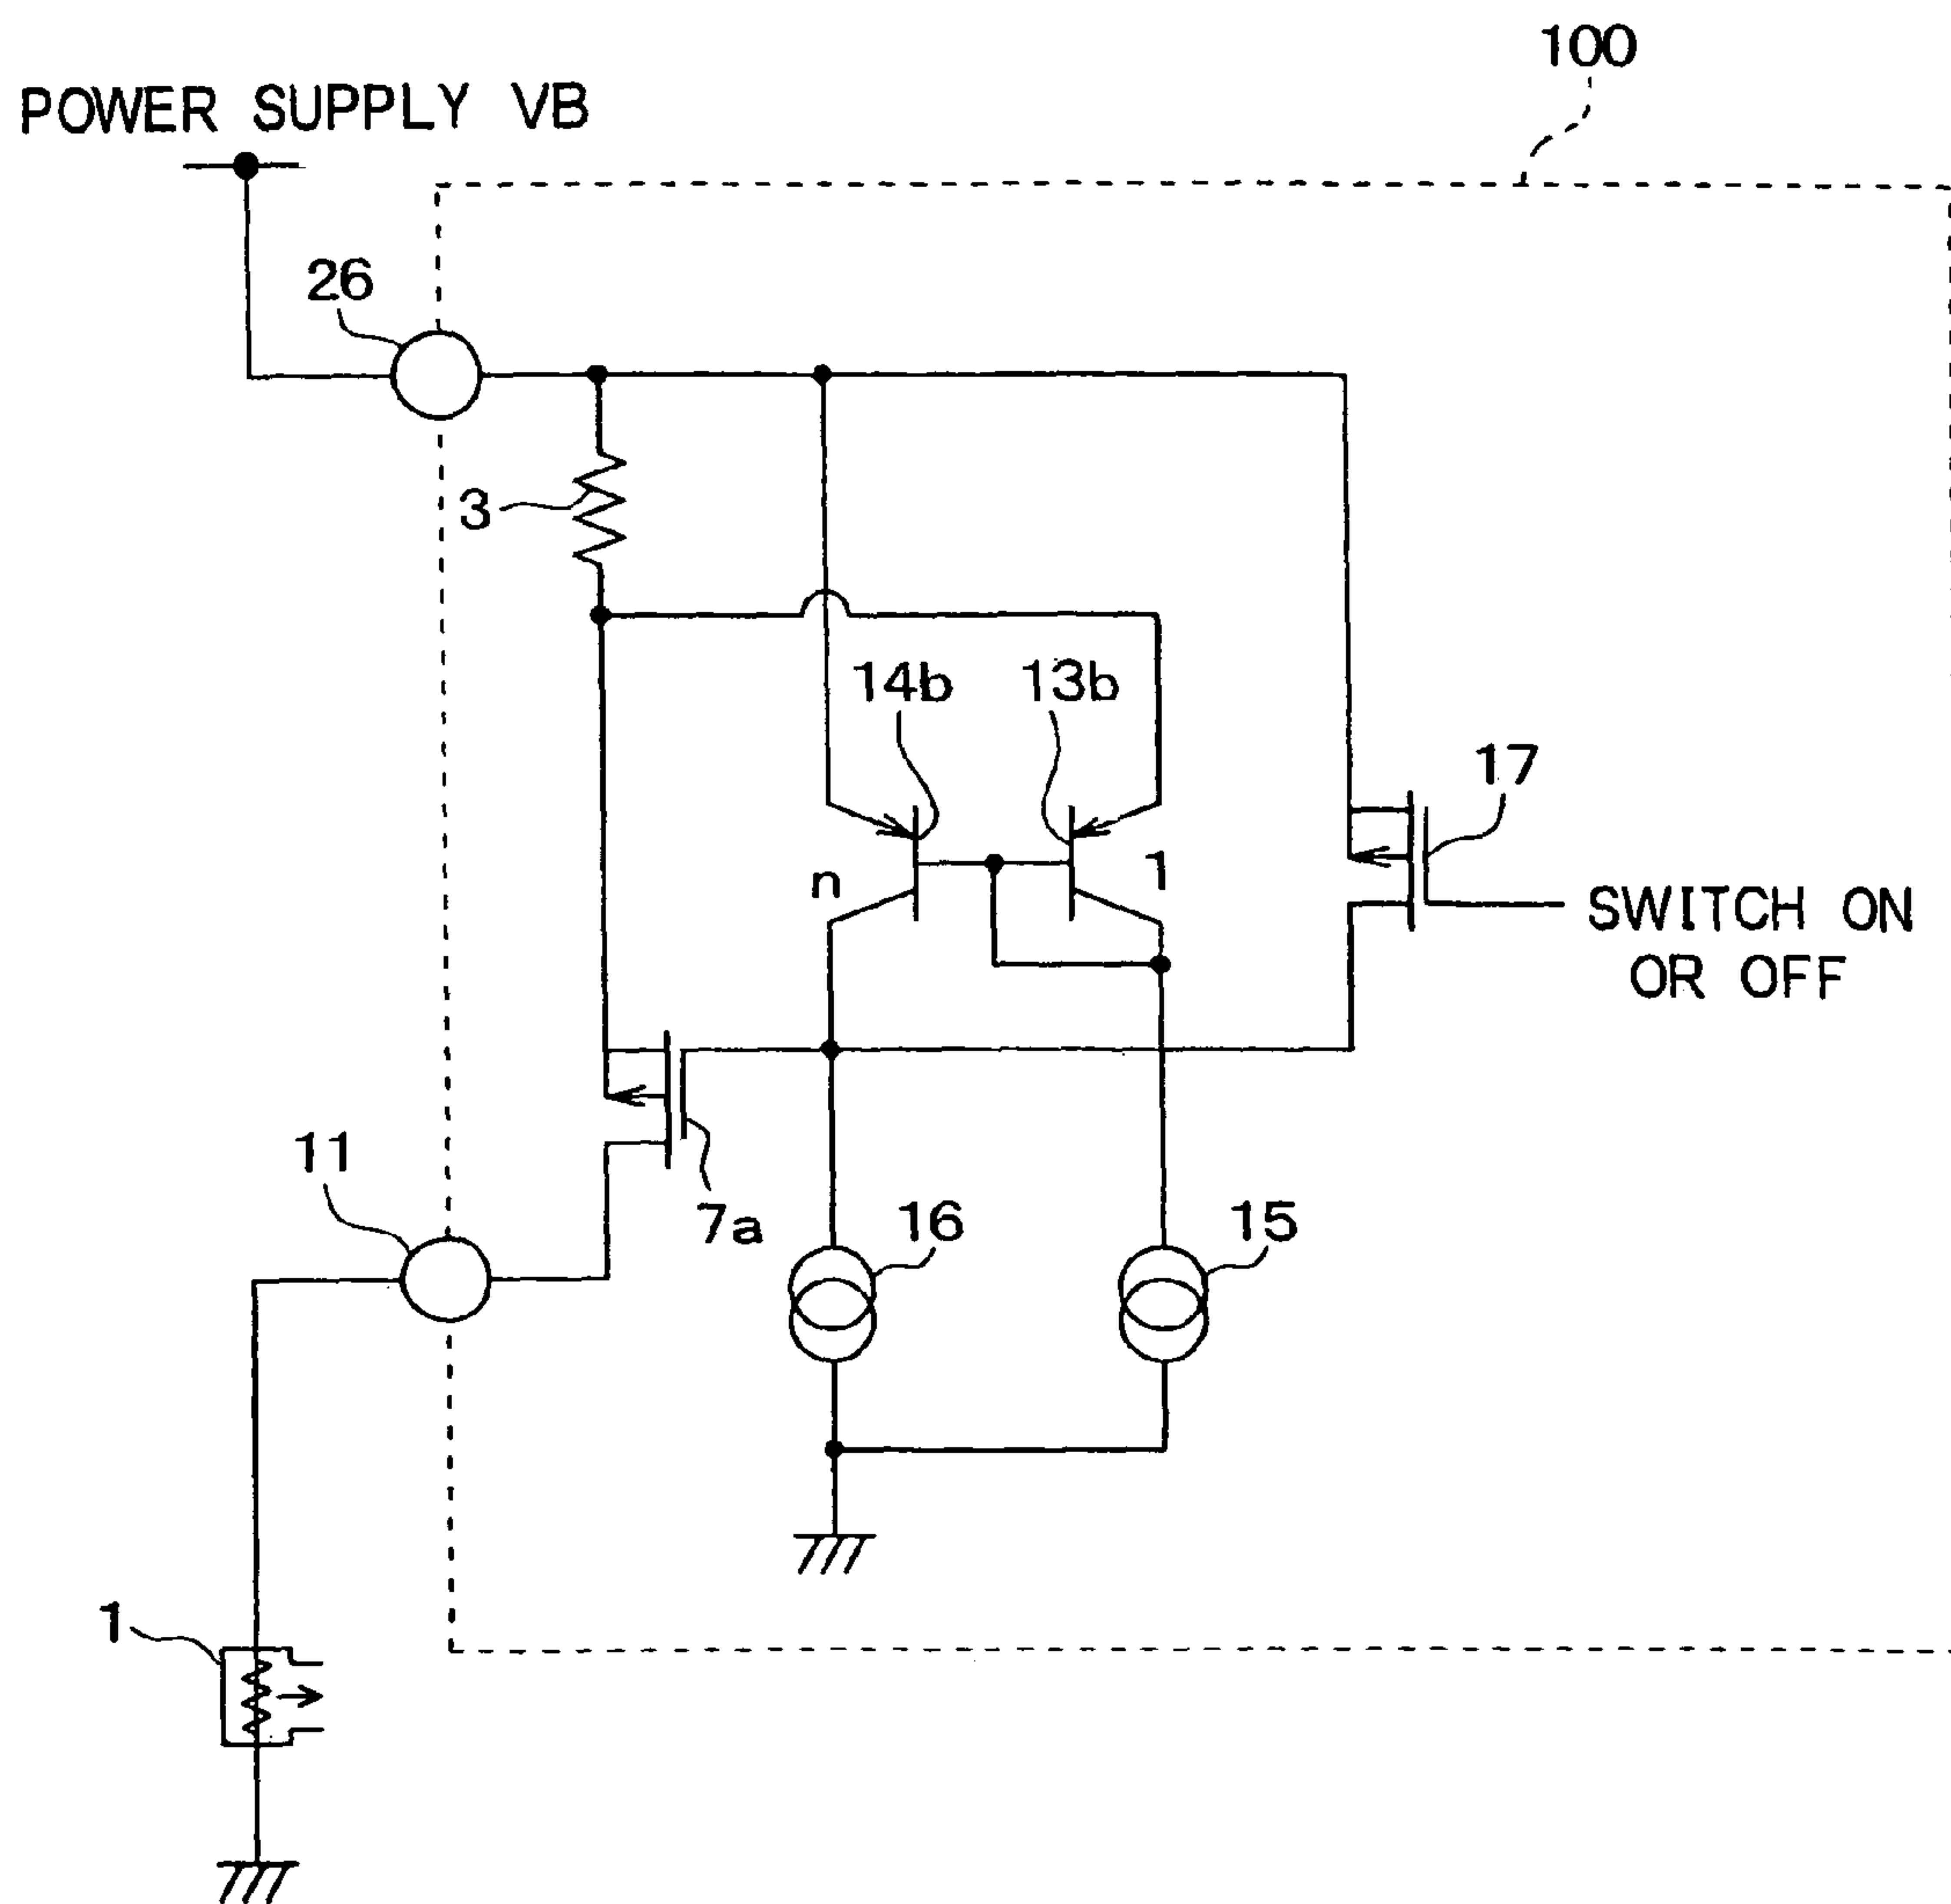 100
POWER SUPPLY VB
26
3
14b
13b
17
n
1
SWITCH ON
OR OFF
11
7a
16
15
1